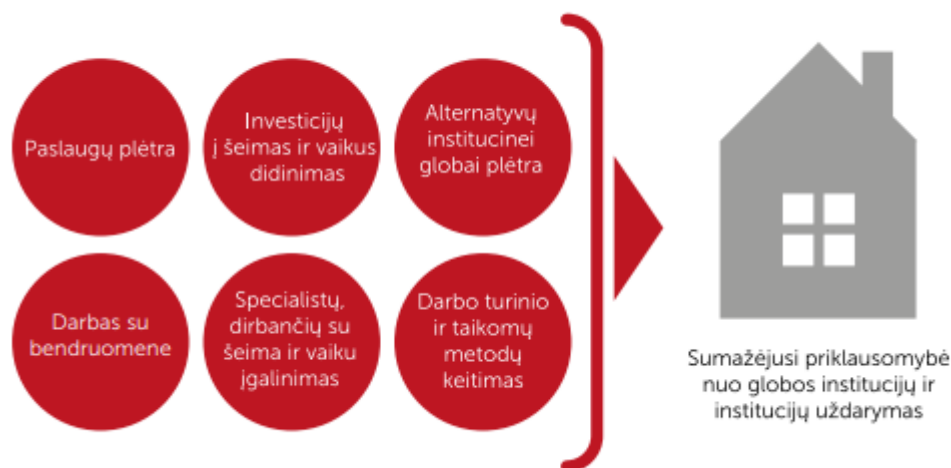 Paslaugų plėtra
Investicijų
į šeimas ir vaikus
didinimas
Alternatyvų
institucinei
globai plėtra
Darbas su
bendruomene
Specialistų,
dirbančių su
šeima ir vaiku
įgalinimas
Darbo turinio
ir taikomų
metodų
keitimas
Sumažėjusi priklausomybė
nuo globos institucijų ir
institucijų uždarymas